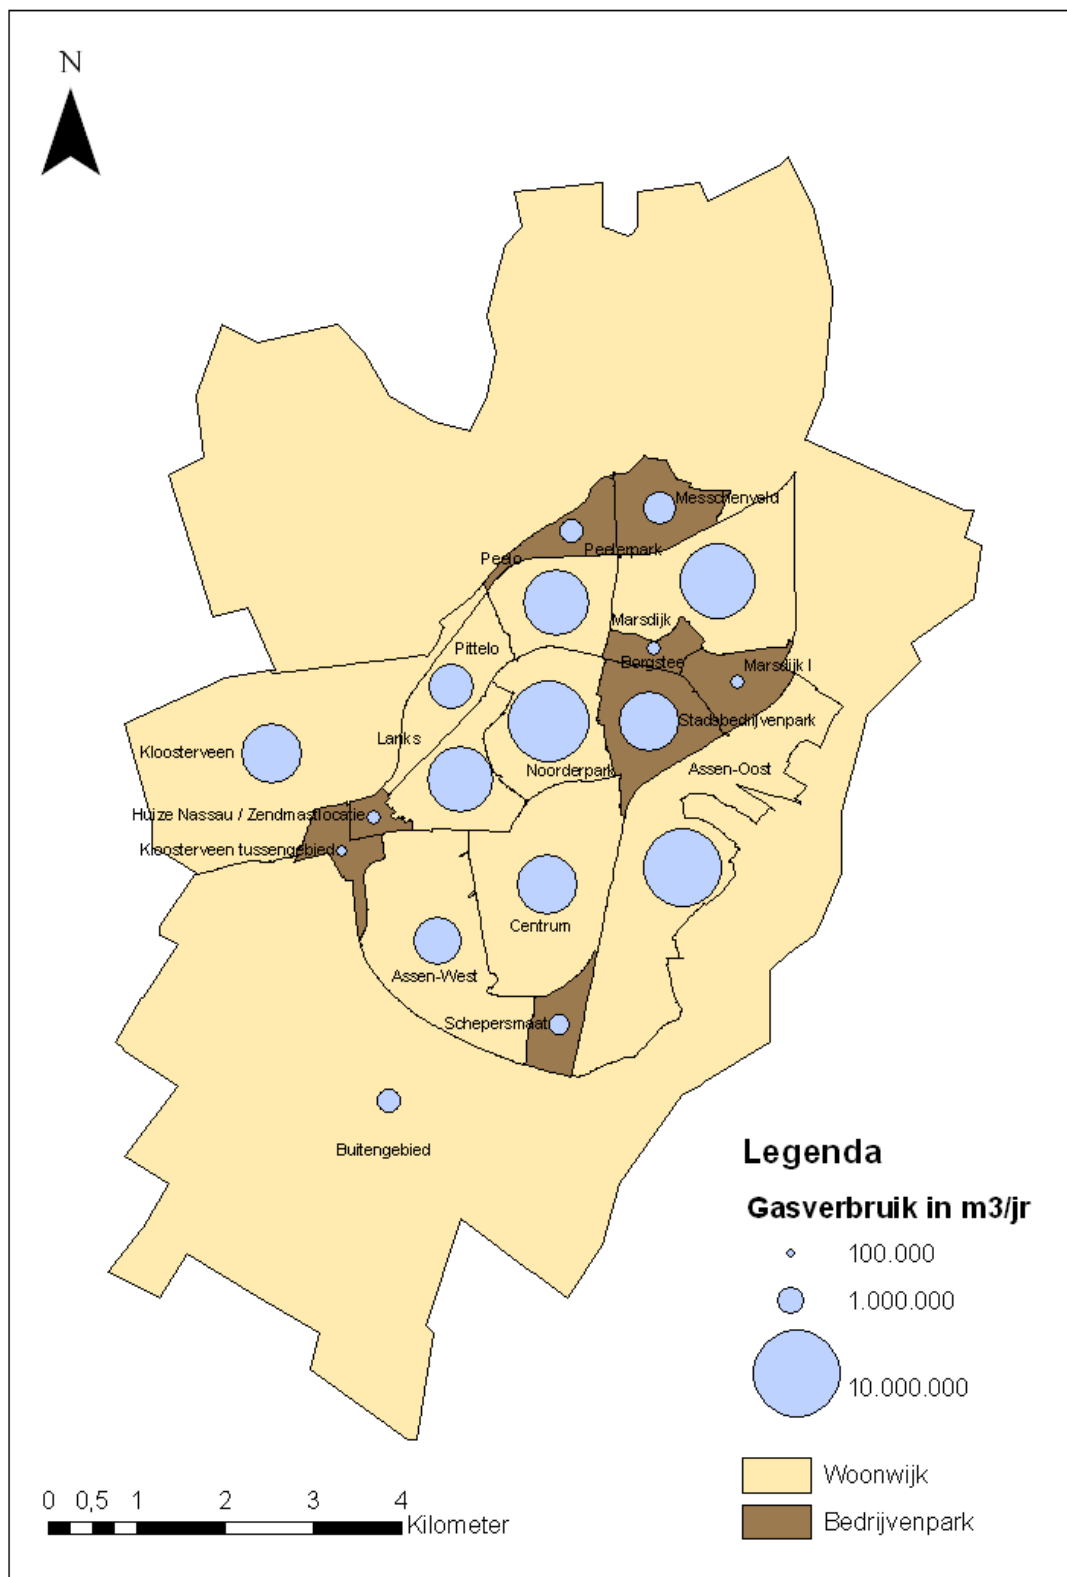 N
Messchenveld
Peelerpark
Peelo
Marsdijk
Borgstee
Marsdijk I
Pittelo
Stadsbedrijvenpark
Lariks
Kloosterveen
Noorderpark
Assen-Oost
Huize Nassau / Zendmastlocatie
Kloosterveen tussengebied
Centrum
Assen-West
Schepersmaat
Buitengebied
Legenda
Gasverbruik in m3/jr
100.000
1.000.000
10.000.000
Woonwijk
Bedrijvenpark
0 0,5 1 2 3 4
Kilometer